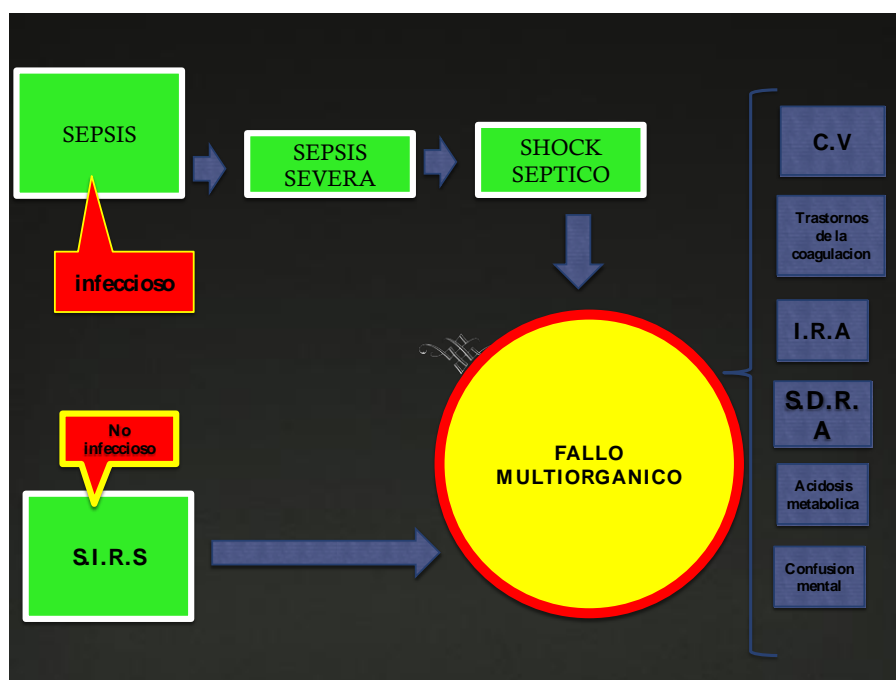 SEPSIS
SEPSIS
SEVERA
SHOCK
SEPTICO
infeccioso
No
infeccioso
S.I.R.S
FALLO
MULTIORGANICO
C.V
Trastornos
de la
coagulacion
I.R.A
S.D.R.
A
Acidosis
metabolica
Confusion
mental